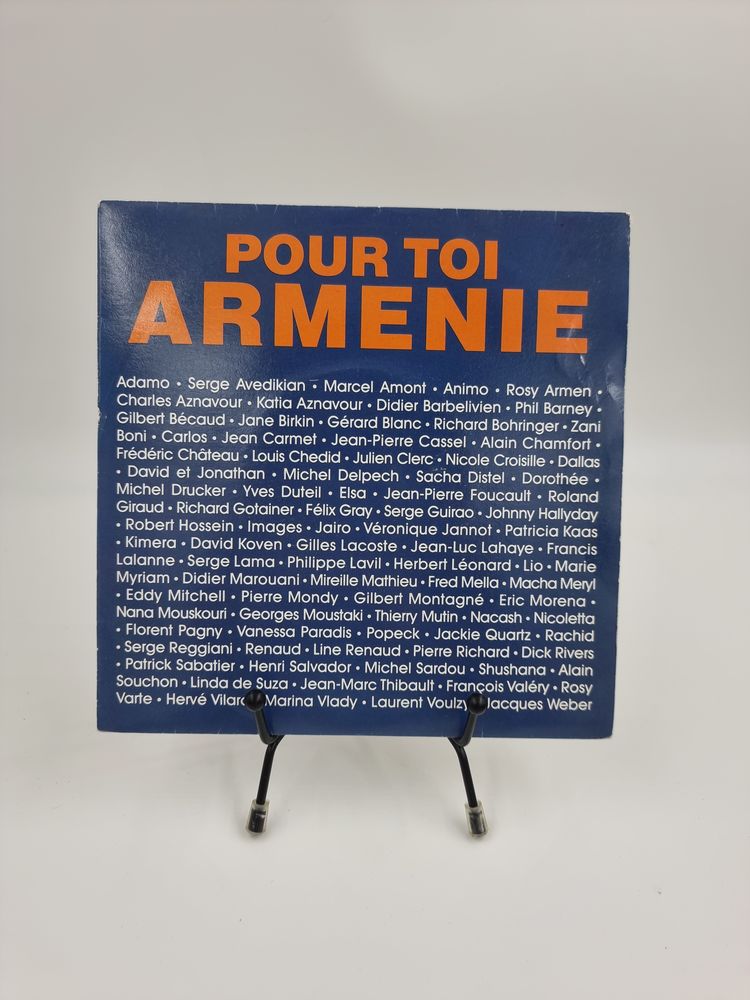 POUR TOI
ARMENIE
Adamo • Serge Avedikian • Marcel Amont • Animo • Rosy Armen •
Charles Aznavour • Katia Aznavour • Didier Barbelivien • Phil Barney •
Gilbert Bécaud • Jane Birkin • Gérard Blanc • Richard Bohringer • Zani
Boni • Carlos • Jean Carmet • Jean-Pierre Cassel • Alain Chamfort •
Frédéric Château • Louis Chedid • Julien Clerc • Nicole Croisille • Dallas
• David et Jonathan • Michel Delpech • Sacha Distel • Dorothée •
Michel Drucker • Yves Duteil • Elsa • Jean-Pierre Foucault • Roland
Giraud • Richard Gotainer • Félix Gray • Serge Guirao • Johnny Hallyday
• Robert Hossein • Images • Jairo • Véronique Jannot • Patricia Kaas
• Kimera • David Koven • Gilles Lacoste • Jean-Luc Lahaye • Francis
Lalanne • Serge Lama • Philippe Lavil • Herbert Léonard • Lio • Marie
Myriam • Didier Marouani • Mireille Mathieu • Fred Mella • Macha Meryl
• Eddy Mitchell • Pierre Mondy • Gilbert Montagné • Eric Morena •
Nana Mouskouri • Georges Moustaki • Thierry Mutin • Nacash • Nicoletta
• Florent Pagny • Vanessa Paradis • Popeck • Jackie Quartz • Rachid
• Serge Reggiani • Renaud • Line Renaud • Pierre Richard • Dick Rivers
• Patrick Sabatier • Henri Salvador • Michel Sardou • Shushana • Alain
Souchon • Linda de Suza • Jean-Marc Thibault • François Valéry • Rosy
Varte • Hervé Vilard Marina Vlady • Laurent Voulzy Jacques Weber